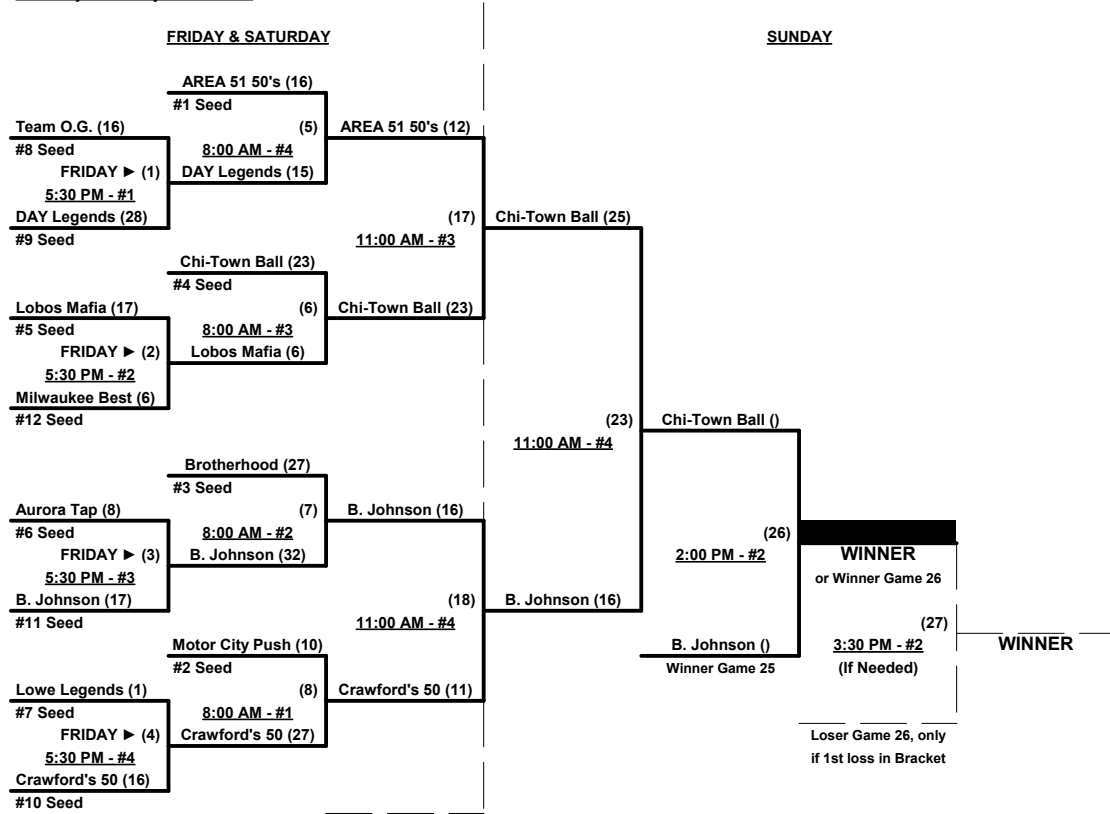 FRIDAY & SATURDAY
SUNDAY
AREA 51 50's (16)
#1 Seed
Team O.G. (16)
(5)
AREA 51 50's (12)
#8 Seed
8:00 AM - #4
FRIDAY ► (1)
DAY Legends (15)
5:30 PM - #1
DAY Legends (28)
(17)
Chi-Town Ball (25)
#9 Seed
11:00 AM - #3
Chi-Town Ball (23)
#4 Seed
Lobos Mafia (17)
(6)
Chi-Town Ball (23)
#5 Seed
8:00 AM - #3
FRIDAY ► (2)
Lobos Mafia (6)
5:30 PM - #2
Milwaukee Best (6)
#12 Seed
(23)
Chi-Town Ball ()
11:00 AM - #4
Brotherhood (27)
#3 Seed
Aurora Tap (8)
(7)
B. Johnson (16)
#6 Seed
8:00 AM - #2
(26)
FRIDAY ► (3)
B. Johnson (32)
2:00 PM - #2
WINNER
5:30 PM - #3
or Winner Game 26
B. Johnson (17)
(18)
B. Johnson (16)
#11 Seed
11:00 AM - #4
(27)
Motor City Push (10)
B. Johnson ()
3:30 PM - #2
WINNER
#2 Seed
Winner Game 25
(If Needed)
Lowe Legends (1)
(8)
Crawford's 50 (11)
#7 Seed
8:00 AM - #1
FRIDAY ► (4)
Crawford's 50 (27)
Loser Game 26, only
5:30 PM - #4
if 1st loss in Bracket
Crawford's 50 (16)
#10 Seed